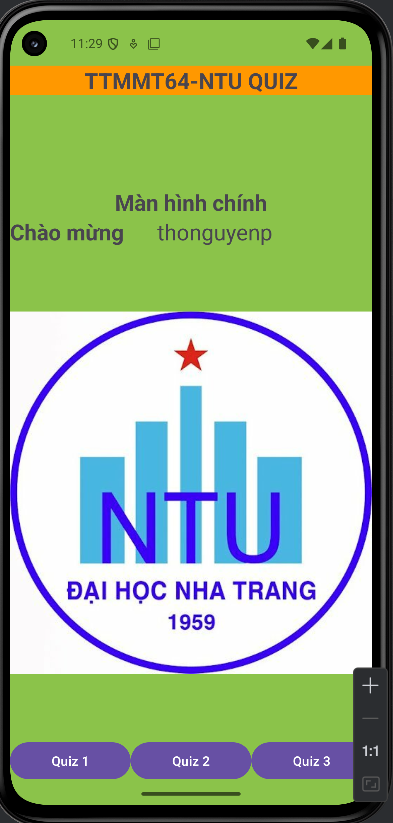 11:29
TTMMT64-NTU QUIZ
Màn hình chính
Chào mừng thonguyenp
NTU
ĐẠI HỌC NHA TRANG
1959
1:1
Quiz 1 Quiz 2 Quiz 3